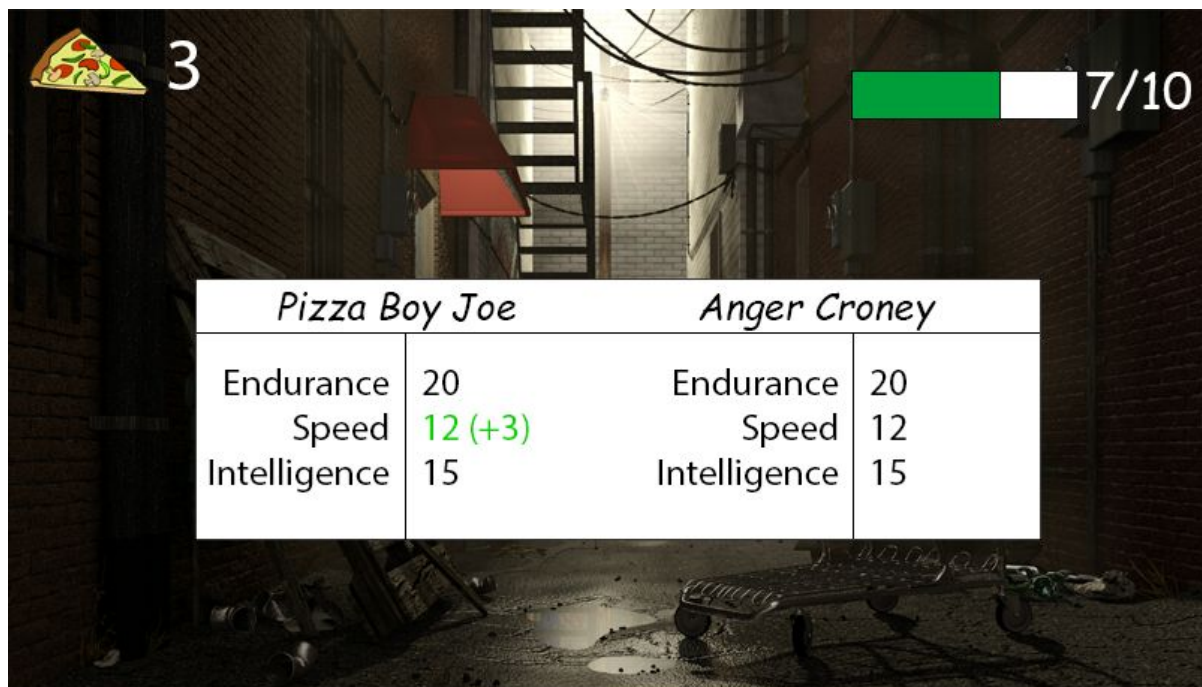 3
7/10
Pizza Boy Joe Anger Croney
Endurance 20 Endurance 20
Speed 12 (+3) Speed 12
Intelligence 15 Intelligence 15